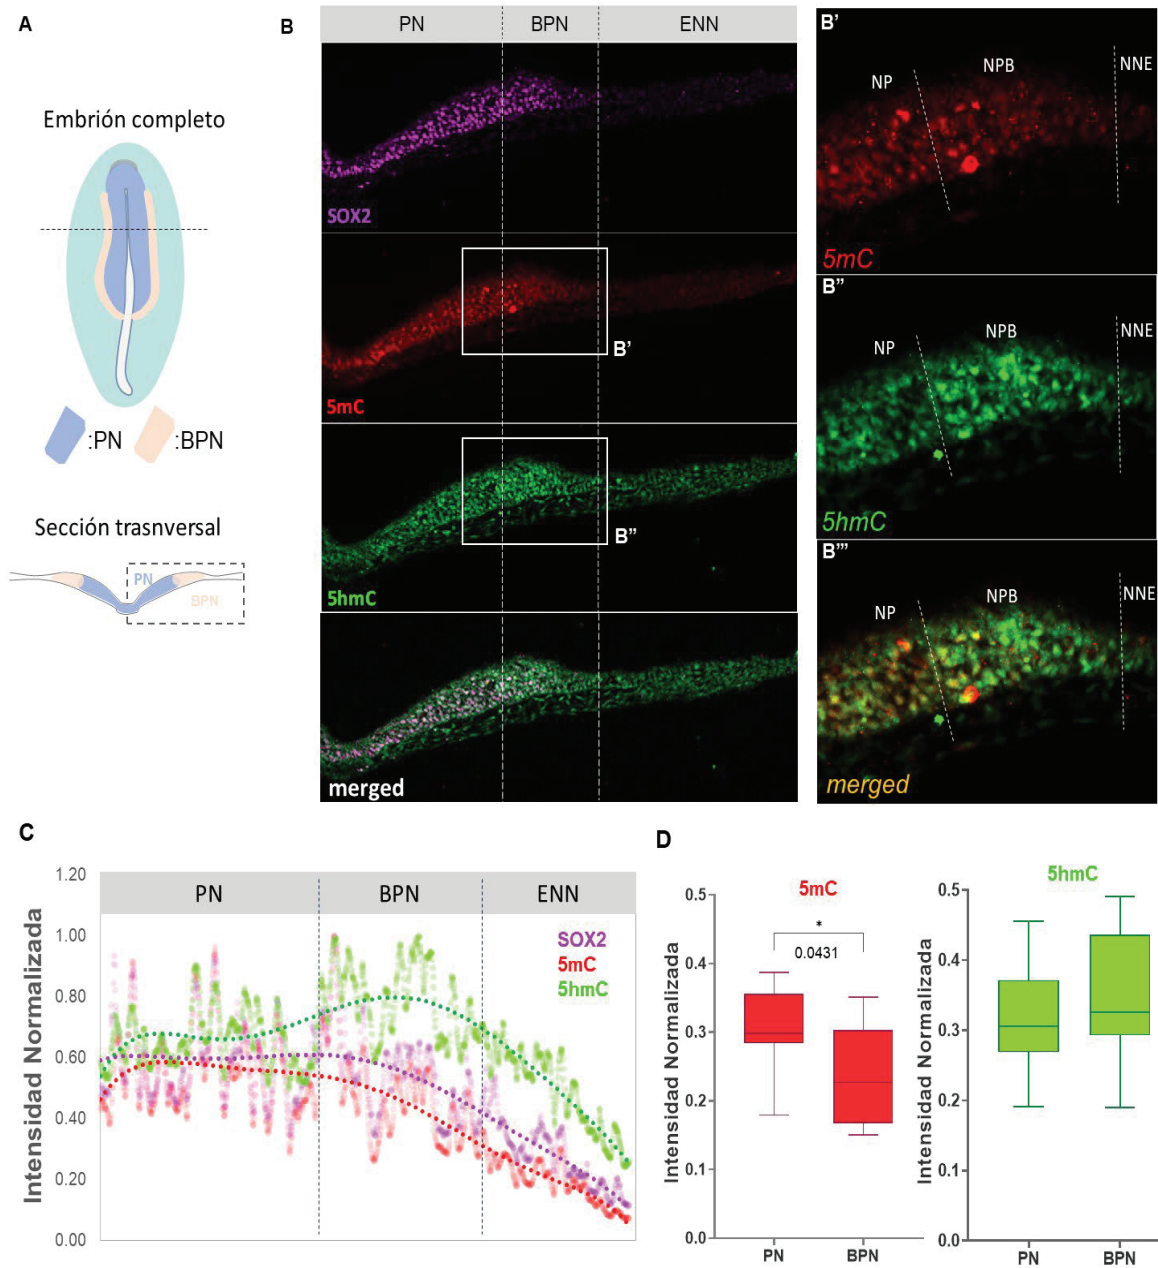 A
Embrión completo
:PN
:BPN
Sección trasnversal
PN
BPN
B
PN BPN ENN
SOX2
5mC
B'
5hmC
B''
merged
B'
NP NPB NNE
5mC
B''
NP NPB NNE
5hmC
B'''
NP NPB NNE
merged
C
Intensidad Normalizada
1.20
1.00
0.80
0.60
0.40
0.20
0.00
PN BPN ENN
SOX2
5mC
5hmC
D
5mC
Intensidad Normalizada
0.5
0.4
0.3
0.2
0.1
0.0
*
0.0431
PN BPN
5hmC
Intensidad Normalizada
0.5
0.4
0.3
0.2
0.1
0.0
PN BPN